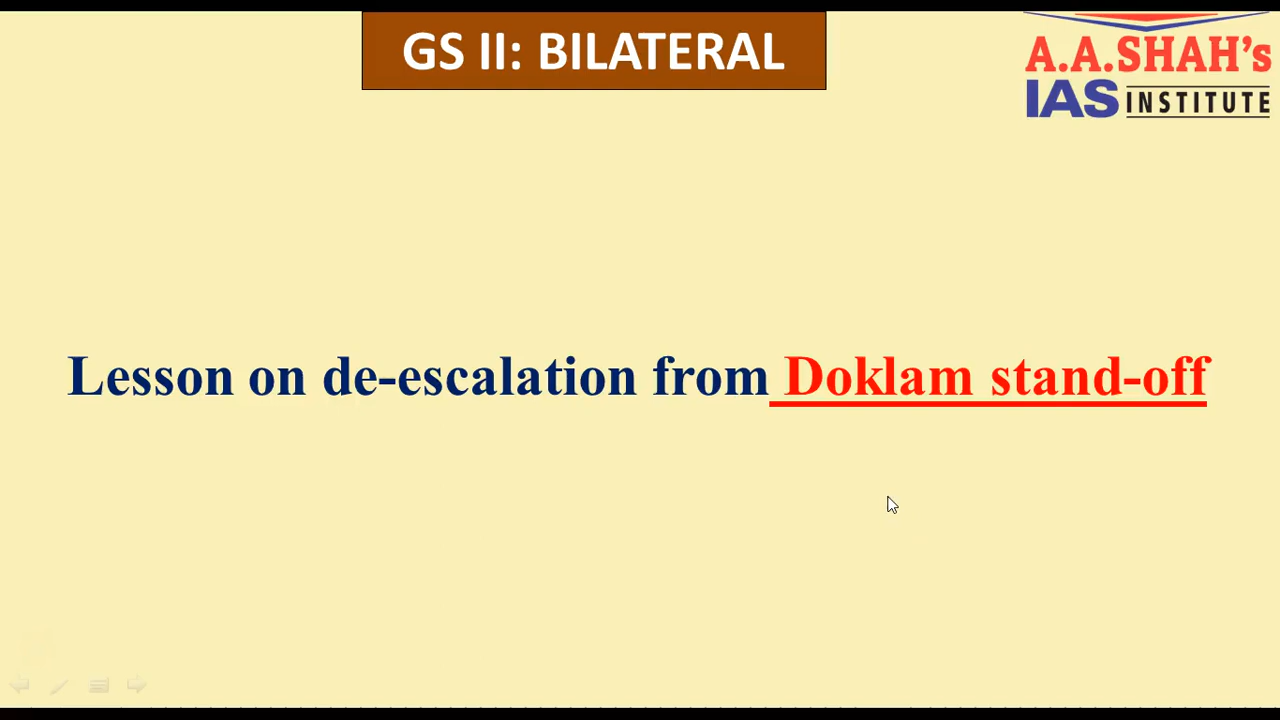 GS II: BILATERAL
A.A.SHAH's
IAS INSTITUTE
Lesson on de-escalation from Doklam stand-off